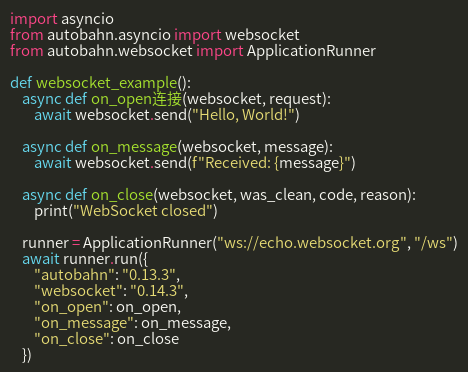 import asyncio
from autobahn.asyncio import websocket
from autobahn.websocket import ApplicationRunner

def websocket_example():
    async def on_open连接(websocket, request):
        await websocket.send("Hello, World!")

    async def on_message(websocket, message):
        await websocket.send(f"Received: {message}")

    async def on_close(websocket, was_clean, code, reason):
        print("WebSocket closed")

    runner = ApplicationRunner("ws://echo.websocket.org", "/ws")
    await runner.run({
        "autobahn": "0.13.3",
        "websocket": "0.14.3",
        "on_open": on_open,
        "on_message": on_message,
        "on_close": on_close
    })